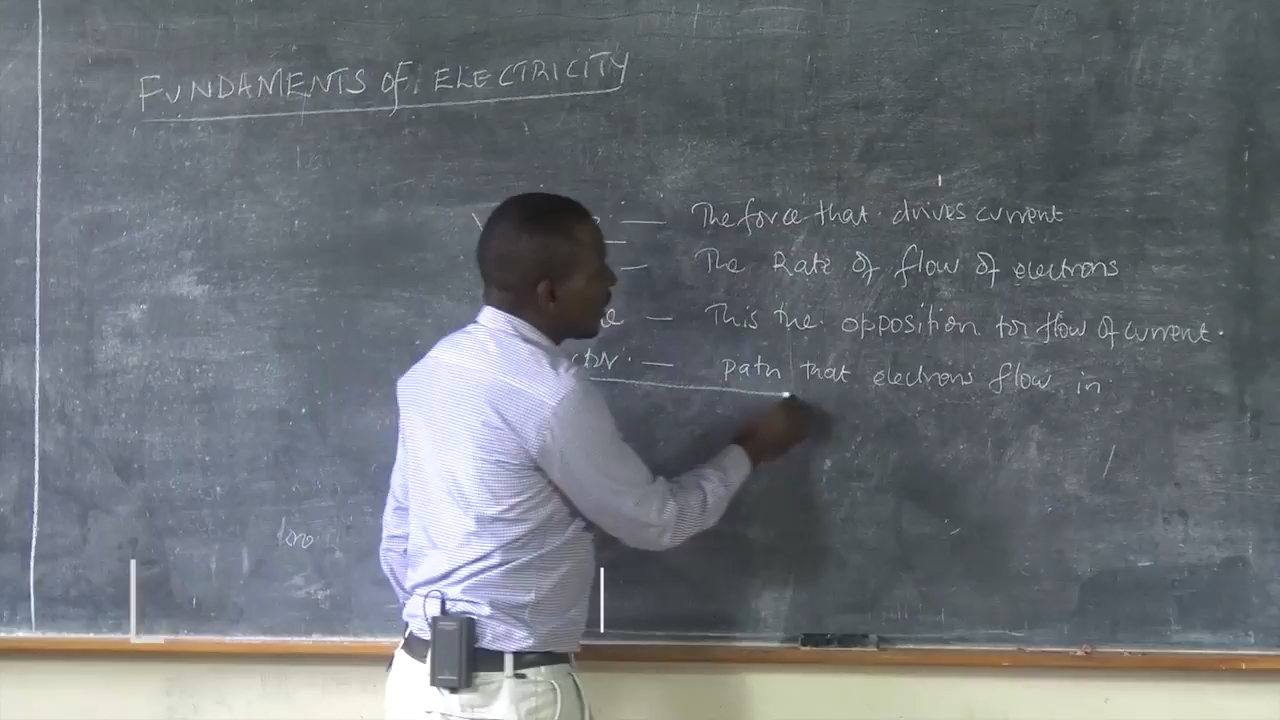 FUNDAMENTS OF ELECTRICITY
— The force that drives current
— The Rate of flow of electrons
— This the opposition for flow of current.
— path that electrons flow in